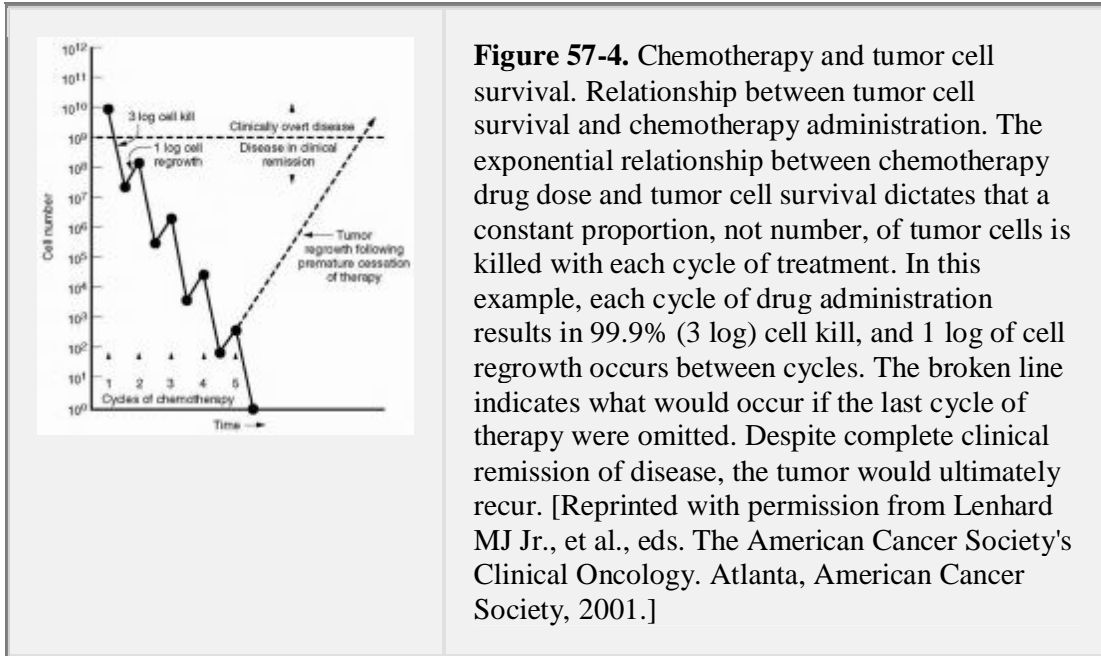 10¹²
10¹¹
10¹⁰
10⁹
10⁸
10⁷
10⁶
10⁵
10⁴
10³
10²
10¹
10⁰
Cell number
3 log cell kill
1 log cell
regrowth
Clinically overt disease
Disease in clinical
remission
Tumor
regrowth following
premature cessation
of therapy
1 2 3 4 5
Cycles of chemotherapy
Time
Figure 57-4. Chemotherapy and tumor cell
survival. Relationship between tumor cell
survival and chemotherapy administration. The
exponential relationship between chemotherapy
drug dose and tumor cell survival dictates that a
constant proportion, not number, of tumor cells is
killed with each cycle of treatment. In this
example, each cycle of drug administration
results in 99.9% (3 log) cell kill, and 1 log of cell
regrowth occurs between cycles. The broken line
indicates what would occur if the last cycle of
therapy were omitted. Despite complete clinical
remission of disease, the tumor would ultimately
recur. [Reprinted with permission from Lenhard
MJ Jr., et al., eds. The American Cancer Society's
Clinical Oncology. Atlanta, American Cancer
Society, 2001.]